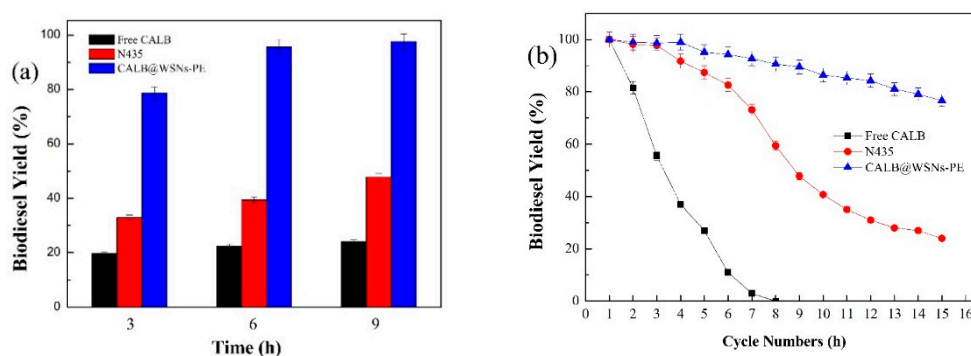 (a)
Biodiesel Yield (%)
100
80
60
40
20
0
Free CALB
N435
CALB@WSNs-PE
3
6
9
Time (h)
(b)
Biodiesel Yield (%)
100
80
60
40
20
0
Free CALB
N435
CALB@WSNs-PE
0 1 2 3 4 5 6 7 8 9 10 11 12 13 14 15 16
Cycle Numbers (h)